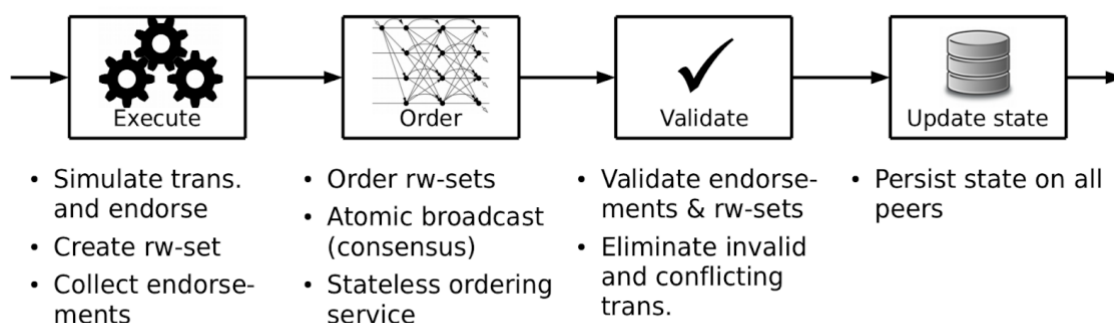 Execute
Order
Validate
Update state
• Simulate trans.
and endorse
• Create rw-set
• Collect endorse-
ments
• Order rw-sets
• Atomic broadcast
(consensus)
• Stateless ordering
service
• Validate endorse-
ments & rw-sets
• Eliminate invalid
and conflicting
trans.
• Persist state on all
peers